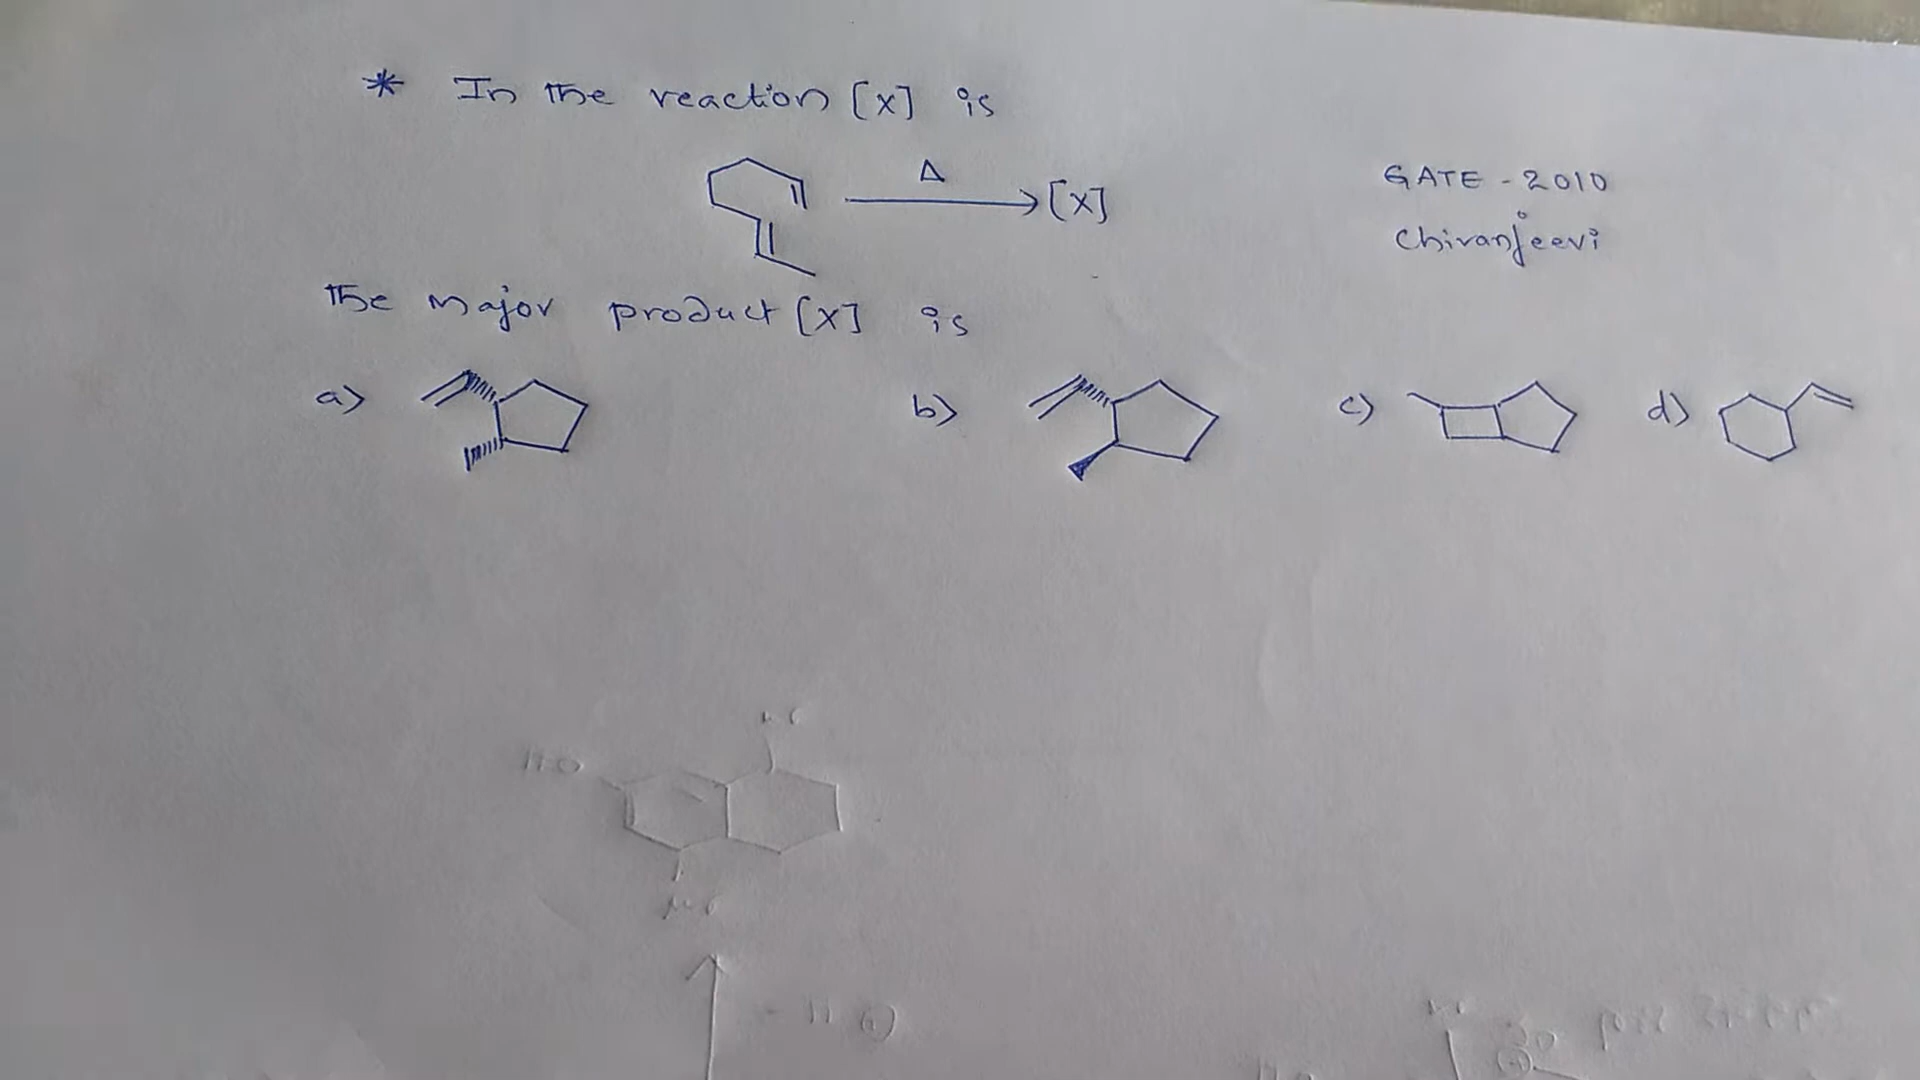 * In the reaction [X] is
Δ
[X]
GATE - 2010
Chiranjeevi
The major product [X] is
a) b) c) d)